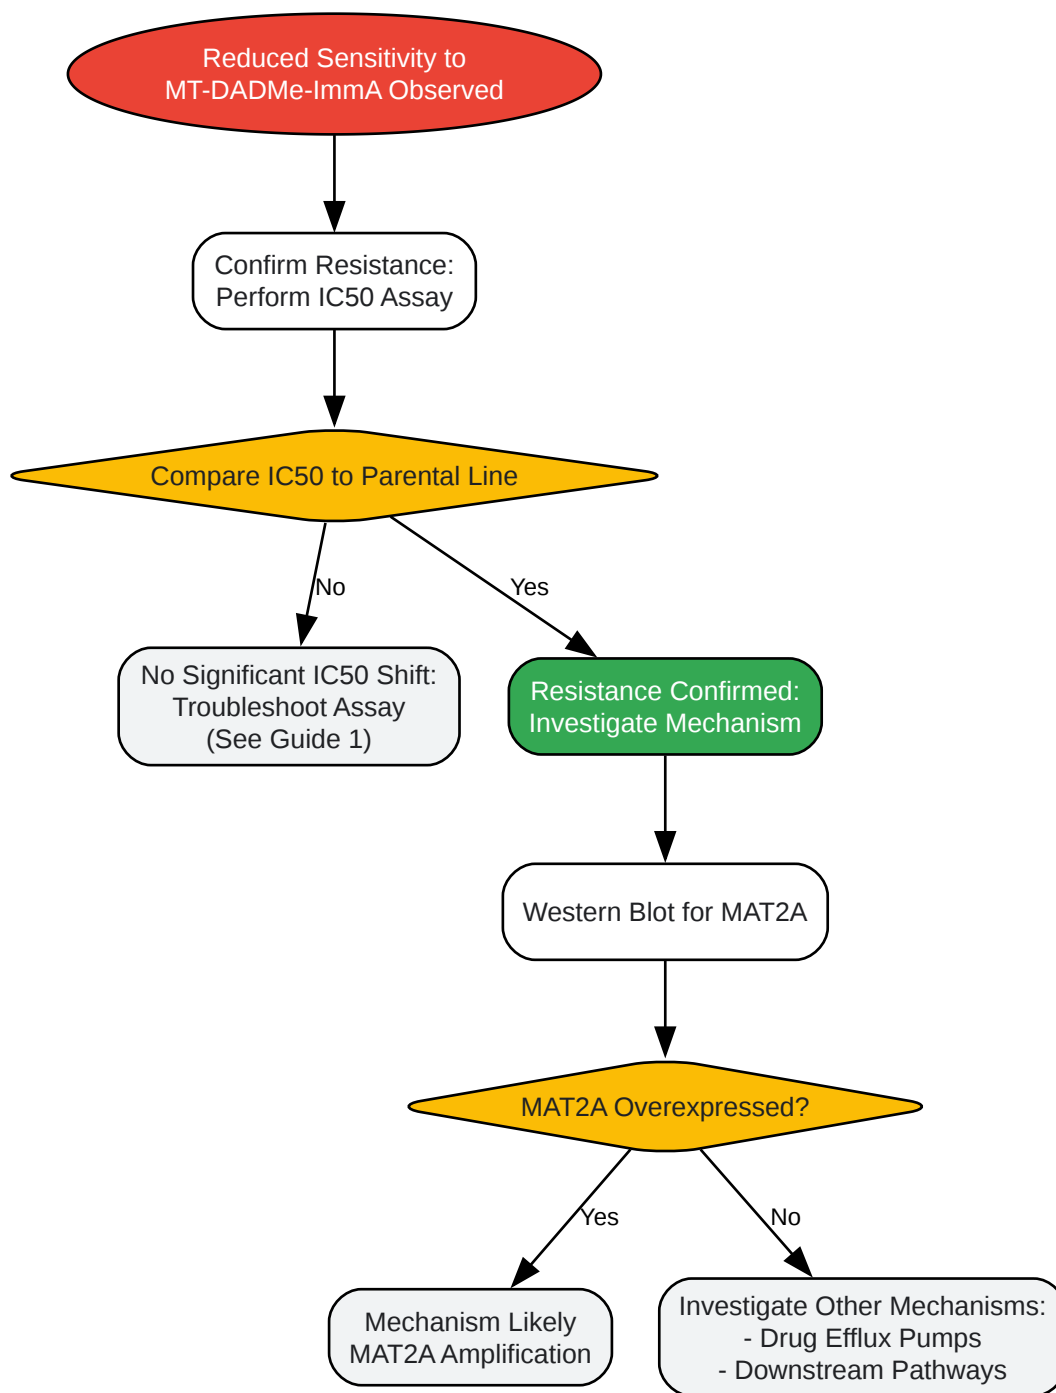 Reduced Sensitivity to
MT-DADMe-ImmA Observed
Confirm Resistance:
Perform IC50 Assay
Compare IC50 to Parental Line
No
Yes
No Significant IC50 Shift:
Troubleshoot Assay
(See Guide 1)
Resistance Confirmed:
Investigate Mechanism
Western Blot for MAT2A
MAT2A Overexpressed?
Yes
No
Mechanism Likely
MAT2A Amplification
Investigate Other Mechanisms:
- Drug Efflux Pumps
- Downstream Pathways